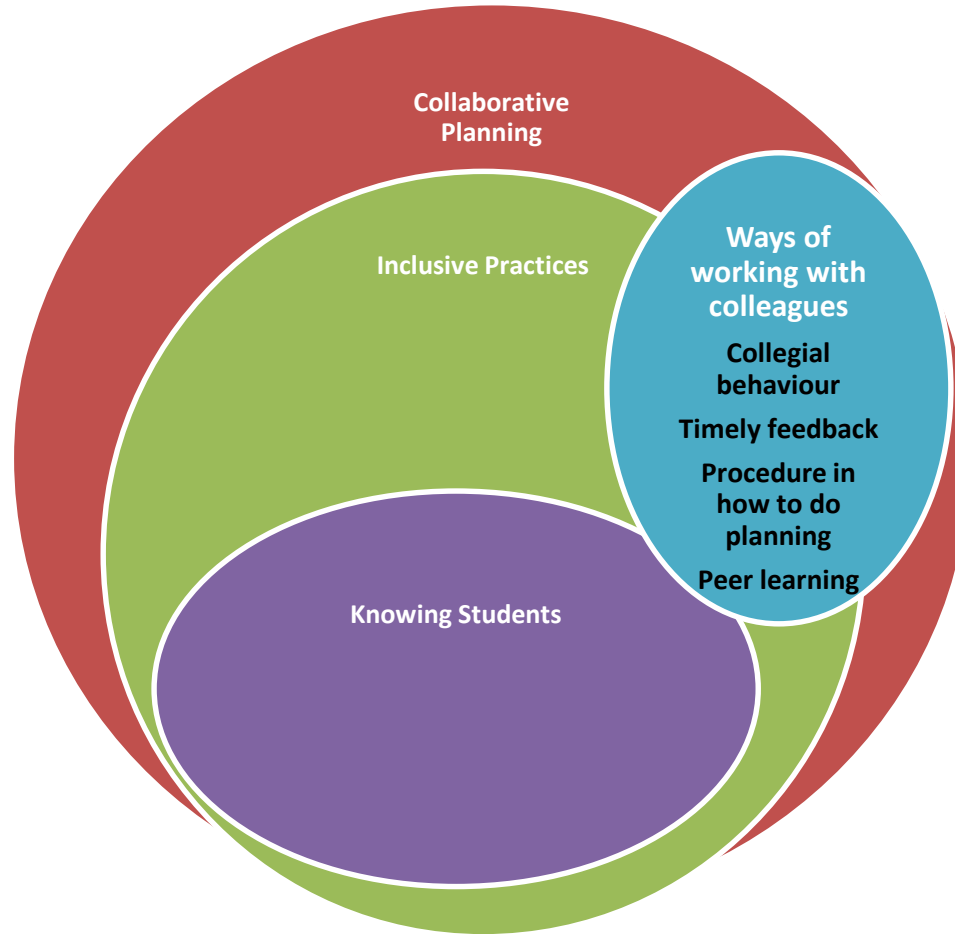 Collaborative
Planning
Inclusive Practices
Ways of
working with
colleagues
Collegial
behaviour
Timely feedback
Procedure in
how to do
planning
Peer learning
Knowing Students